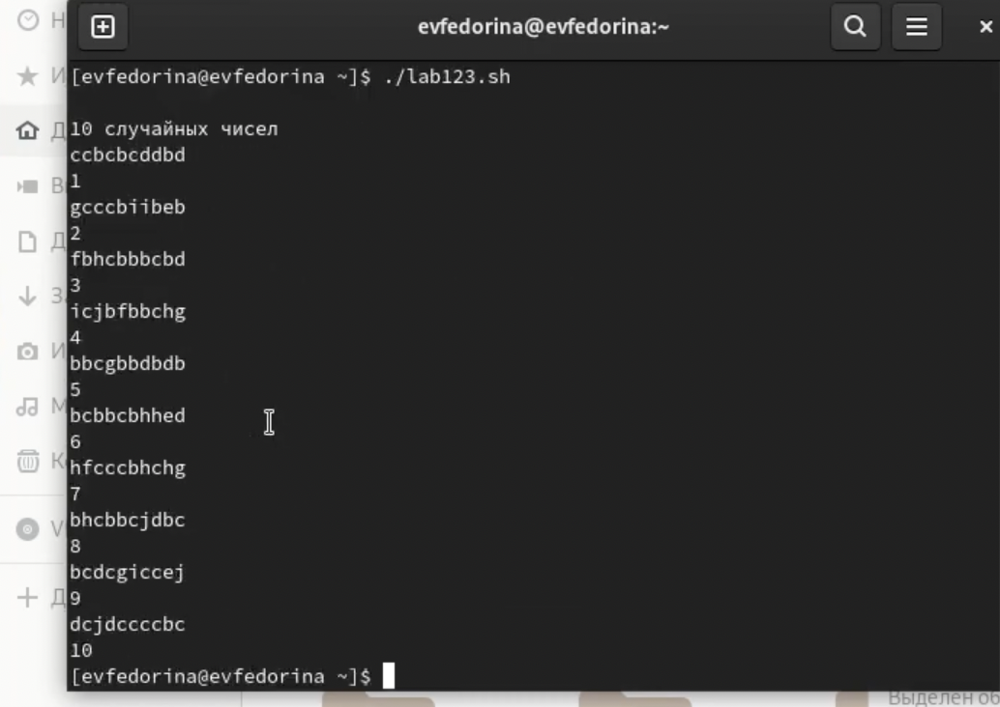 evfedorina@evfedorina:~
[evfedorina@evfedorina ~]$ ./lab123.sh
10 случайных чисел
ccbcbcddbd
1
gcccbiibeb
2
fbhcbbbcbd
3
icjbfbbchg
4
bbcgbbdbdb
5
bcbbcbhhed
6
hfcccbhchg
7
bhcbbcjdbc
8
bcdcgiccej
9
dcjdccccbc
10
[evfedorina@evfedorina ~]$
Выделен об